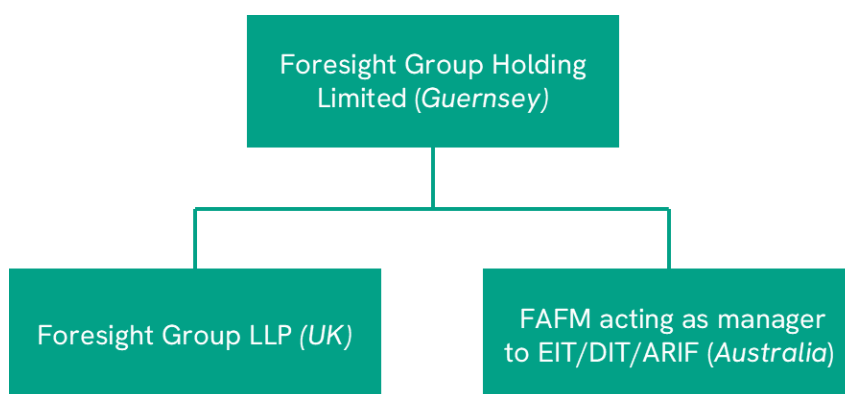 Foresight Group Holding
Limited (Guernsey)
Foresight Group LLP (UK)
FAFM acting as manager
to EIT/DIT/ARIF (Australia)